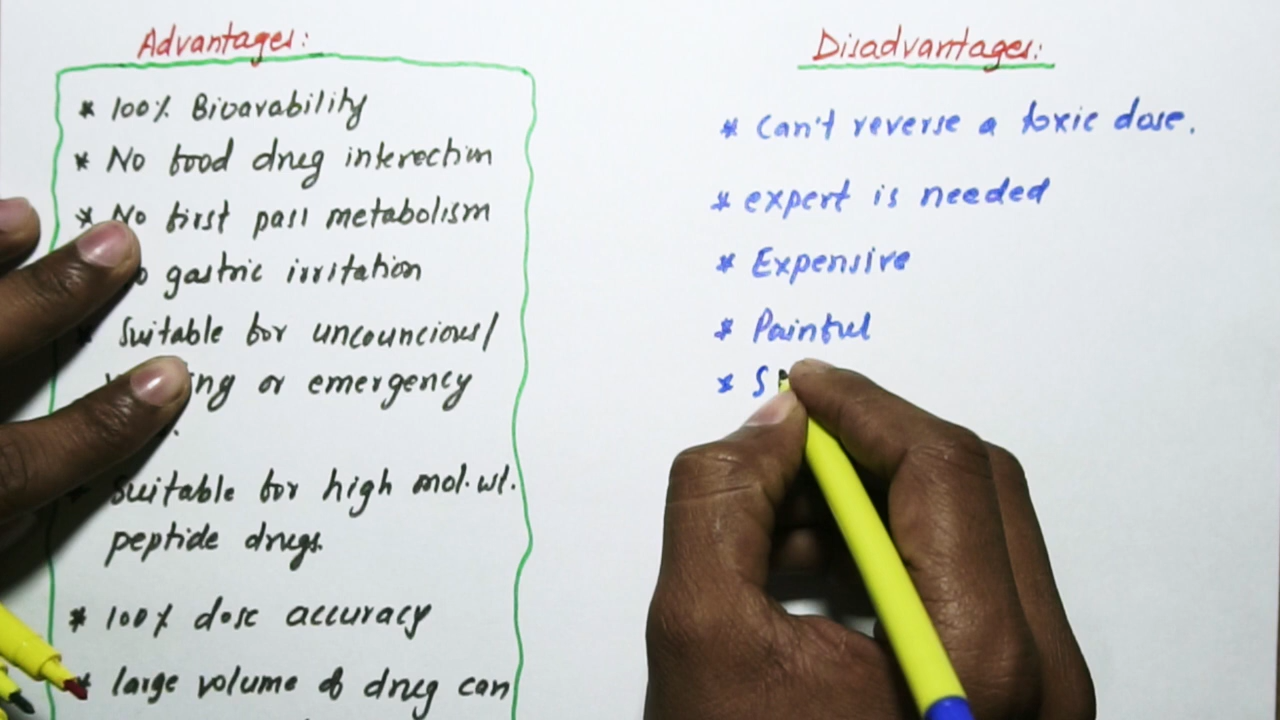 Advantages:
* 100% Bioavability
* No food drug interection
* No first pass metabolism
gastric irritation
* Suitable for uncouncious/
or emergency
suitable for high mol.wt.
peptide drugs.
* 100% dose accuracy
* large volume of drug can
Disadvantages:
* Can't reverse a toxic dose.
* expert is needed
* Expensive
* Painful
* S